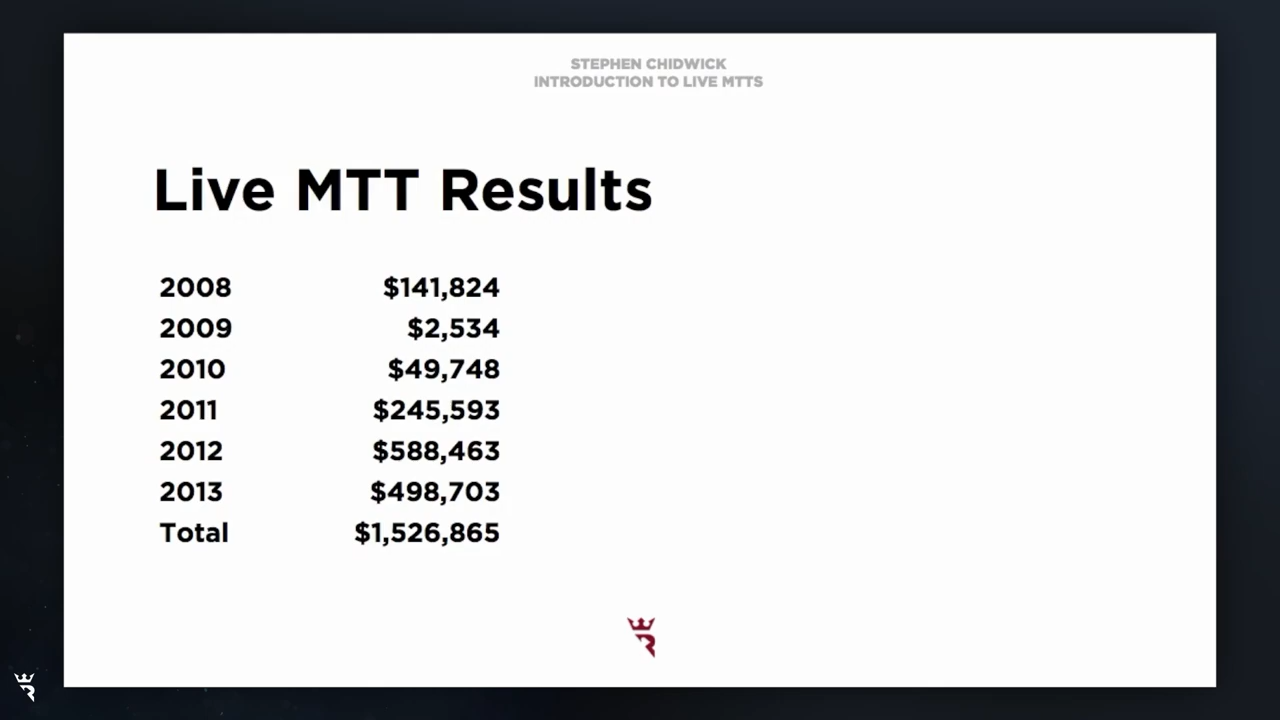 STEPHEN CHIDWICK
INTRODUCTION TO LIVE MTTS
Live MTT Results
2008 $141,824
2009 $2,534
2010 $49,748
2011 $245,593
2012 $588,463
2013 $498,703
Total $1,526,865